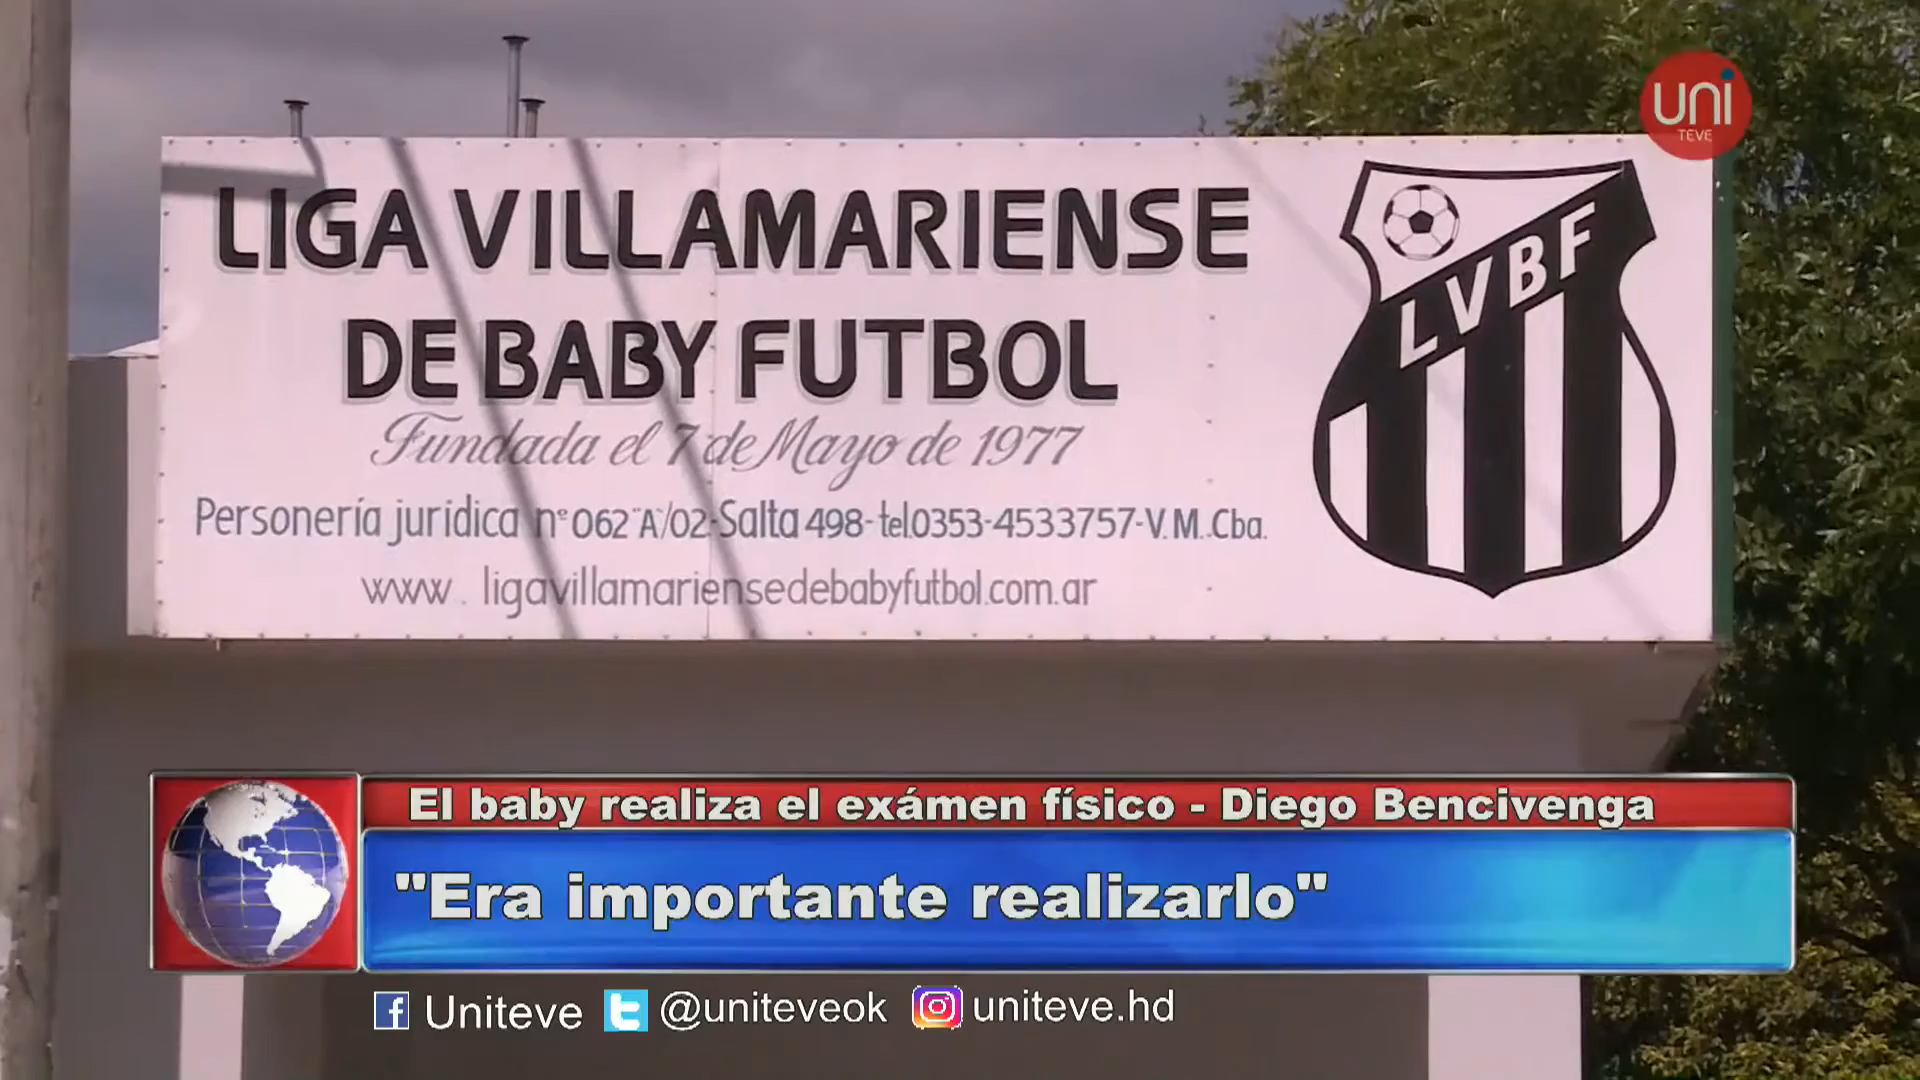 uni
TEVE
LIGA VILLAMARIENSE
DE BABY FUTBOL
Fundada el 7 de Mayo de 1977
Personería jurídica nº 062"A/02-Salta 498-tel.0353-4533757-V.M.Cba.
www. ligavillamariensedebabyfutbol.com.ar
LVBF
El baby realiza el exámen físico - Diego Bencivenga
"Era importante realizarlo"
Uniteve @uniteveok uniteve.hd